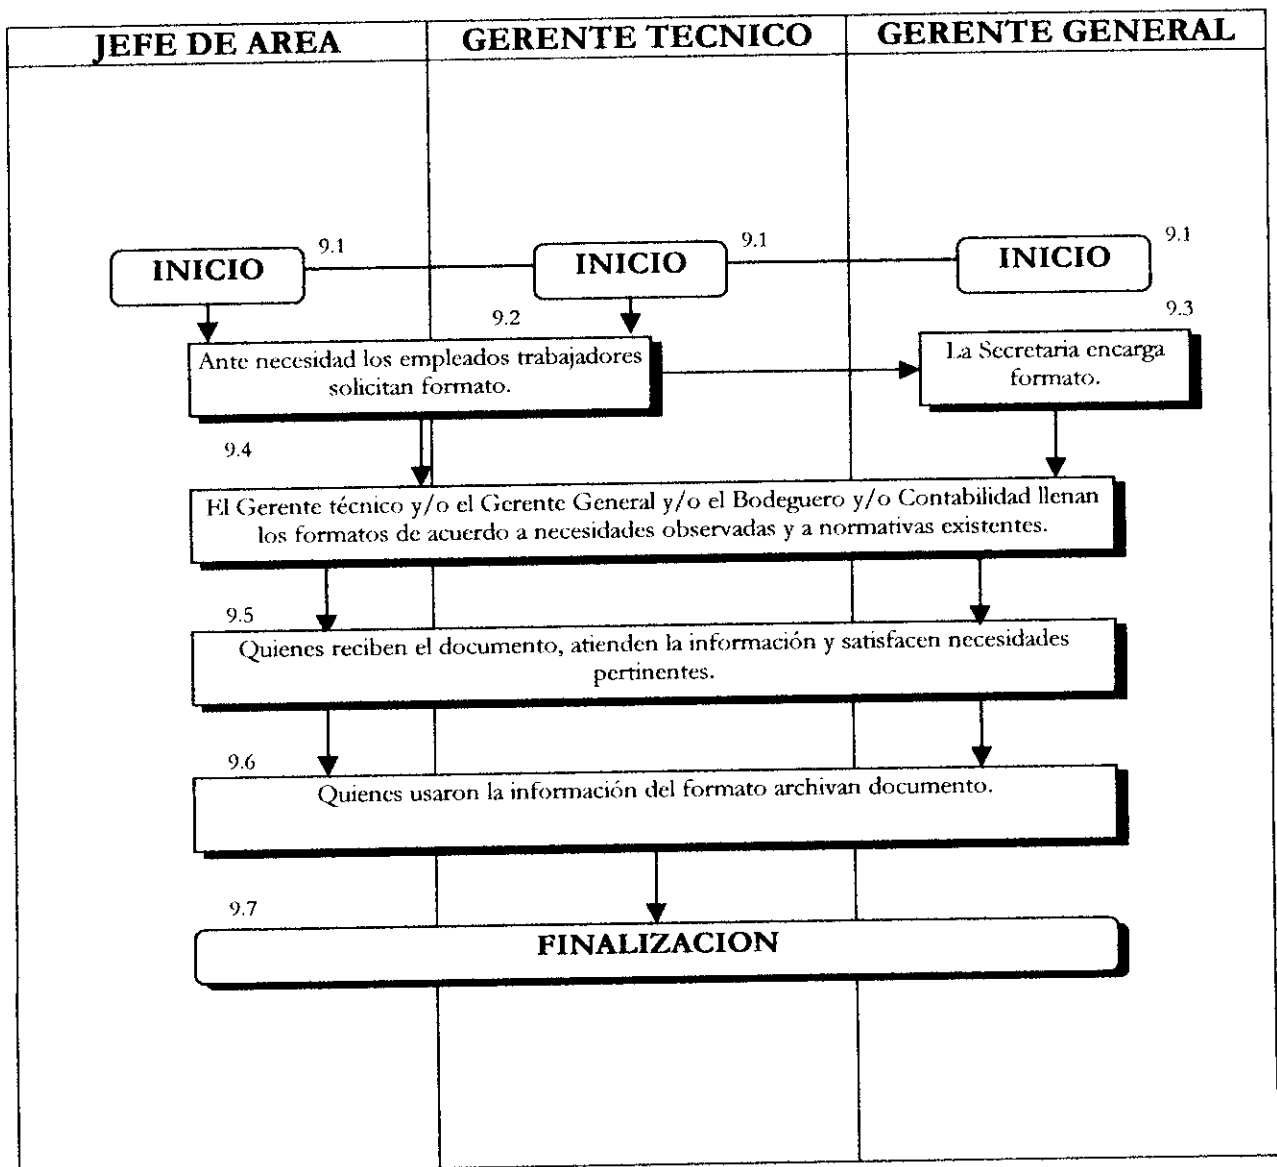 JEFE DE AREA
GERENTE TECNICO
GERENTE GENERAL
9.1
9.1
9.1
INICIO
INICIO
INICIO
9.2
9.3
Ante necesidad los empleados trabajadores
solicitan formato.
La Secretaria encarga
formato.
9.4
El Gerente técnico y/o el Gerente General y/o el Bodeguero y/o Contabilidad llenan
los formatos de acuerdo a necesidades observadas y a normativas existentes.
9.5
Quienes reciben el documento, atienden la información y satisfacen necesidades
pertinentes.
9.6
Quienes usaron la información del formato archivan documento.
9.7
FINALIZACION